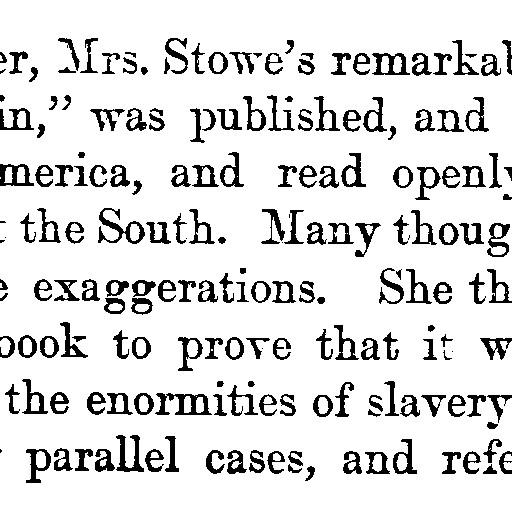 er, Mrs. Stowe's remarkab
in," was published, and
merica, and read openly
t the South. Many thoug
e exaggerations. She th
book to prove that it w
the enormities of slavery
parallel cases, and refe